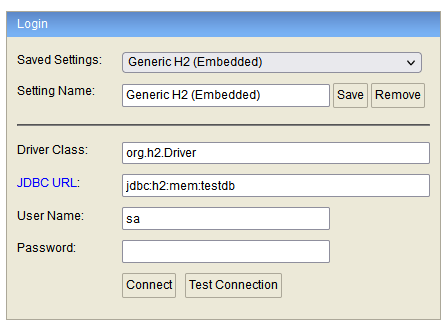 Login
Saved Settings: Generic H2 (Embedded)
Setting Name: Generic H2 (Embedded) Save Remove
Driver Class: org.h2.Driver
JDBC URL: jdbc:h2:mem:testdb
User Name: sa
Password:
Connect Test Connection